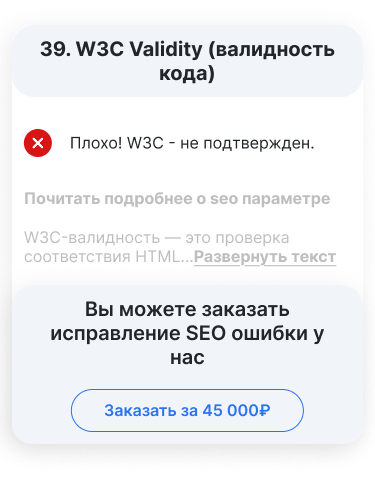 39. W3C Validity (валидность
кода)
Плохо! W3C - не подтвержден.
Почитать подробнее о seo параметре
W3C-валидность — это проверка
соответствия HTML...Развернуть текст
Вы можете заказать
исправление SEO ошибки у
нас
Заказать за 45 000₽